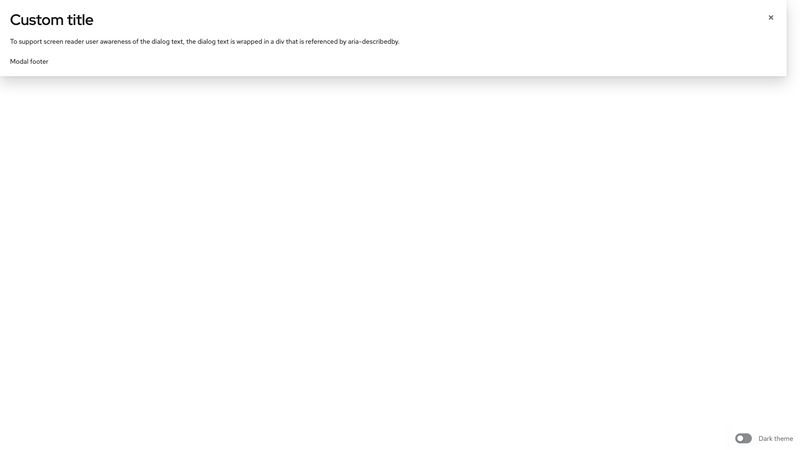 Custom title
To support screen reader user awareness of the dialog text, the dialog text is wrapped in a div that is referenced by aria-describedby.
Modal footer
Dark theme